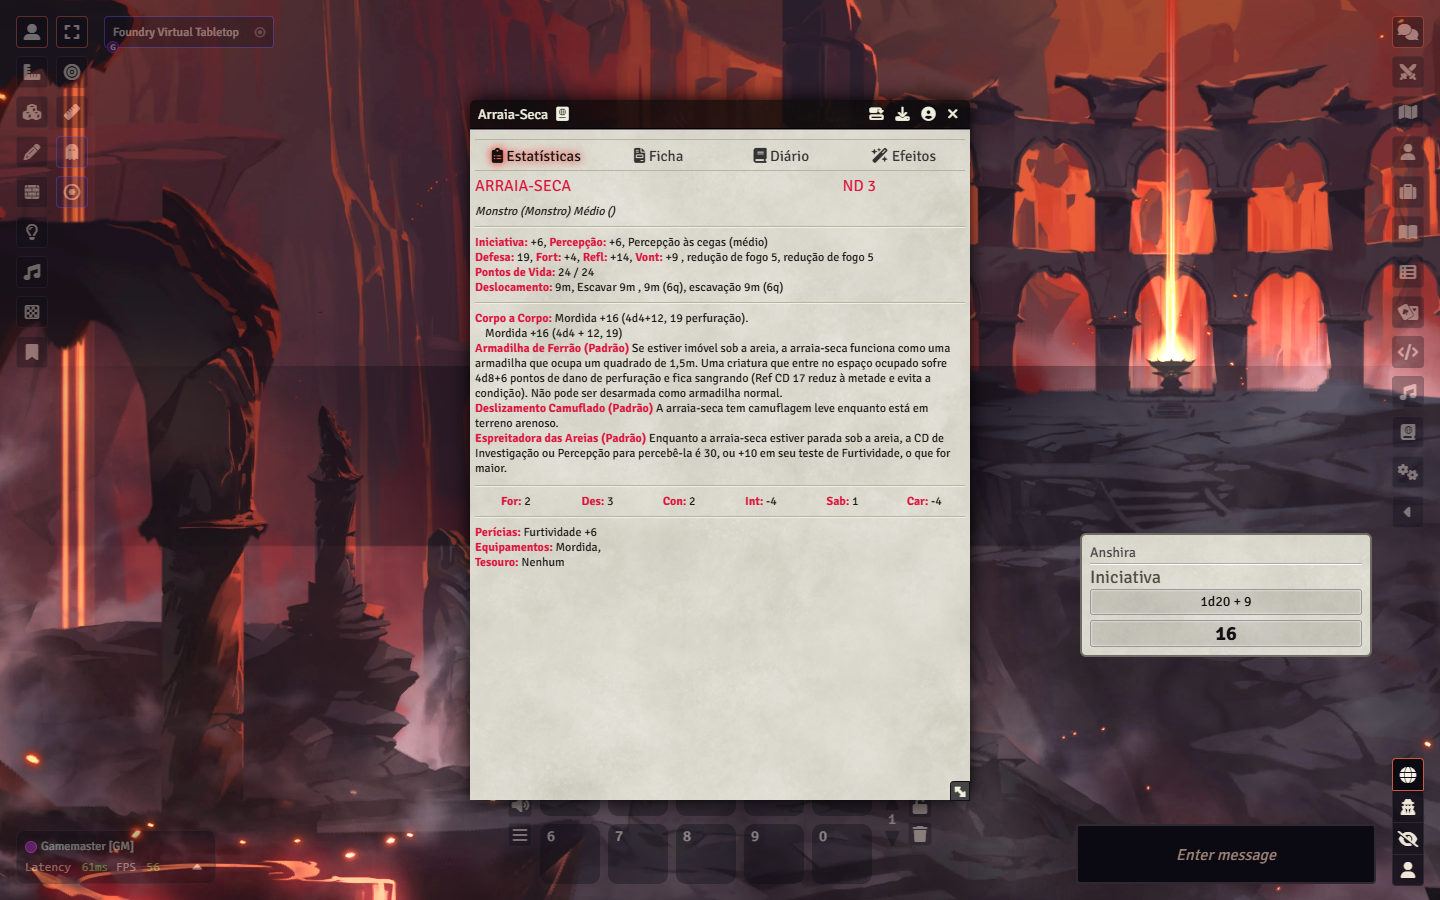 Foundry Virtual Tabletop
G
Arraia-Seca
Estatísticas
Ficha
Diário
Efeitos
ARRAIA-SECA
ND 3
Monstro (Monstro) Médio ()
Iniciativa: +6, Percepção: +6, Percepção às cegas (médio)
Defesa: 19, Fort: +4, Refl: +14, Vont: +9 , redução de fogo 5, redução de fogo 5
Pontos de Vida: 24 / 24
Deslocamento: 9m, Escavar 9m , 9m (6q), escavação 9m (6q)
Corpo a Corpo: Mordida +16 (4d4+12, 19 perfuração).
Mordida +16 (4d4 + 12, 19)
Armadilha de Ferrão (Padrão) Se estiver imóvel sob a areia, a arraia-seca funciona como uma
armadilha que ocupa um quadrado de 1,5m. Uma criatura que entre no espaço ocupado sofre
4d8+6 pontos de dano de perfuração e fica sangrando (Ref CD 17 reduz à metade e evita a
condição). Não pode ser desarmada como armadilha normal.
Deslizamento Camuflado (Padrão) A arraia-seca tem camuflagem leve enquanto está em
terreno arenoso.
Espreitadora das Areias (Padrão) Enquanto a arraia-seca estiver parada sob a areia, a CD de
Investigação ou Percepção para percebê-la é 30, ou +10 em seu teste de Furtividade, o que for
maior.
For: 2
Des: 3
Con: 2
Int: -4
Sab: 1
Car: -4
Perícias: Furtividade +6
Equipamentos: Mordida,
Tesouro: Nenhum
Anshira
Iniciativa
1d20 + 9
16
1
6
7
8
9
0
Gamemaster [GM]
Latency 61ms FPS 56
Enter message